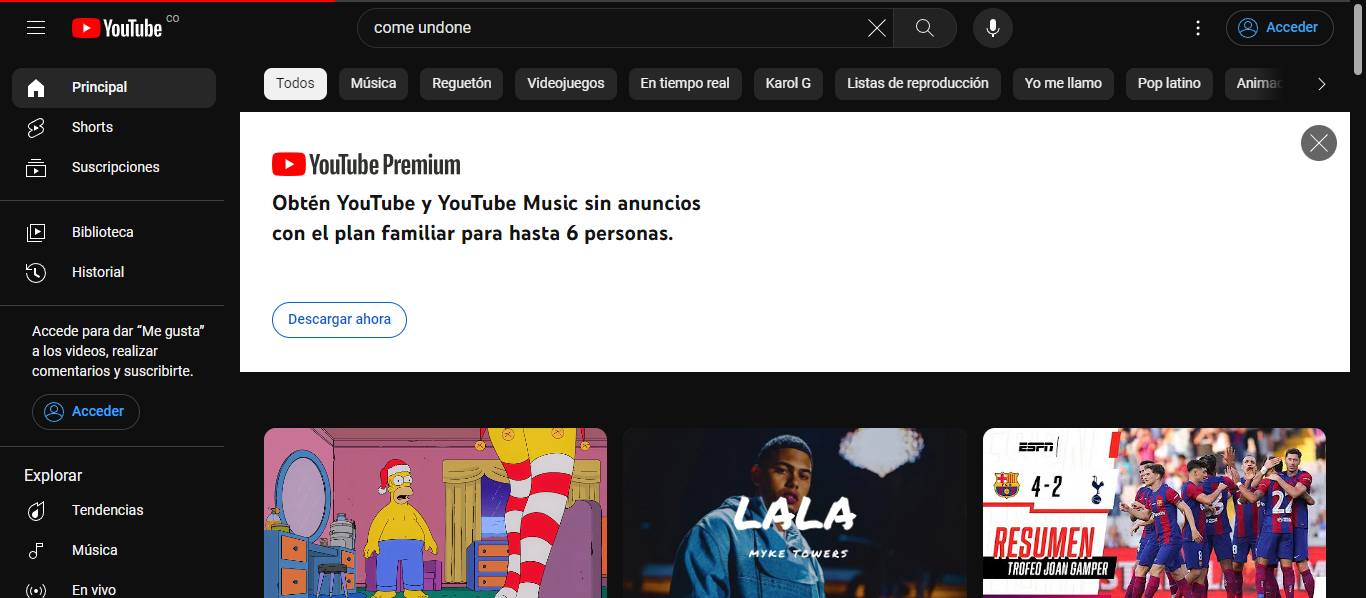 YouTube CO
come undone
Acceder
Principal
Shorts
Suscripciones
Biblioteca
Historial
Accede para dar “Me gusta”
a los videos, realizar
comentarios y suscribirte.
Acceder
Explorar
Tendencias
Música
En vivo
Todos
Música
Reguetón
Videojuegos
En tiempo real
Karol G
Listas de reproducción
Yo me llamo
Pop latino
Animac
YouTube Premium
Obtén YouTube y YouTube Music sin anuncios
con el plan familiar para hasta 6 personas.
Descargar ahora
LALA
MYKE TOWERS
ESPN
4-2
RESUMEN
TROFEO JOAN GAMPER
8
8
27